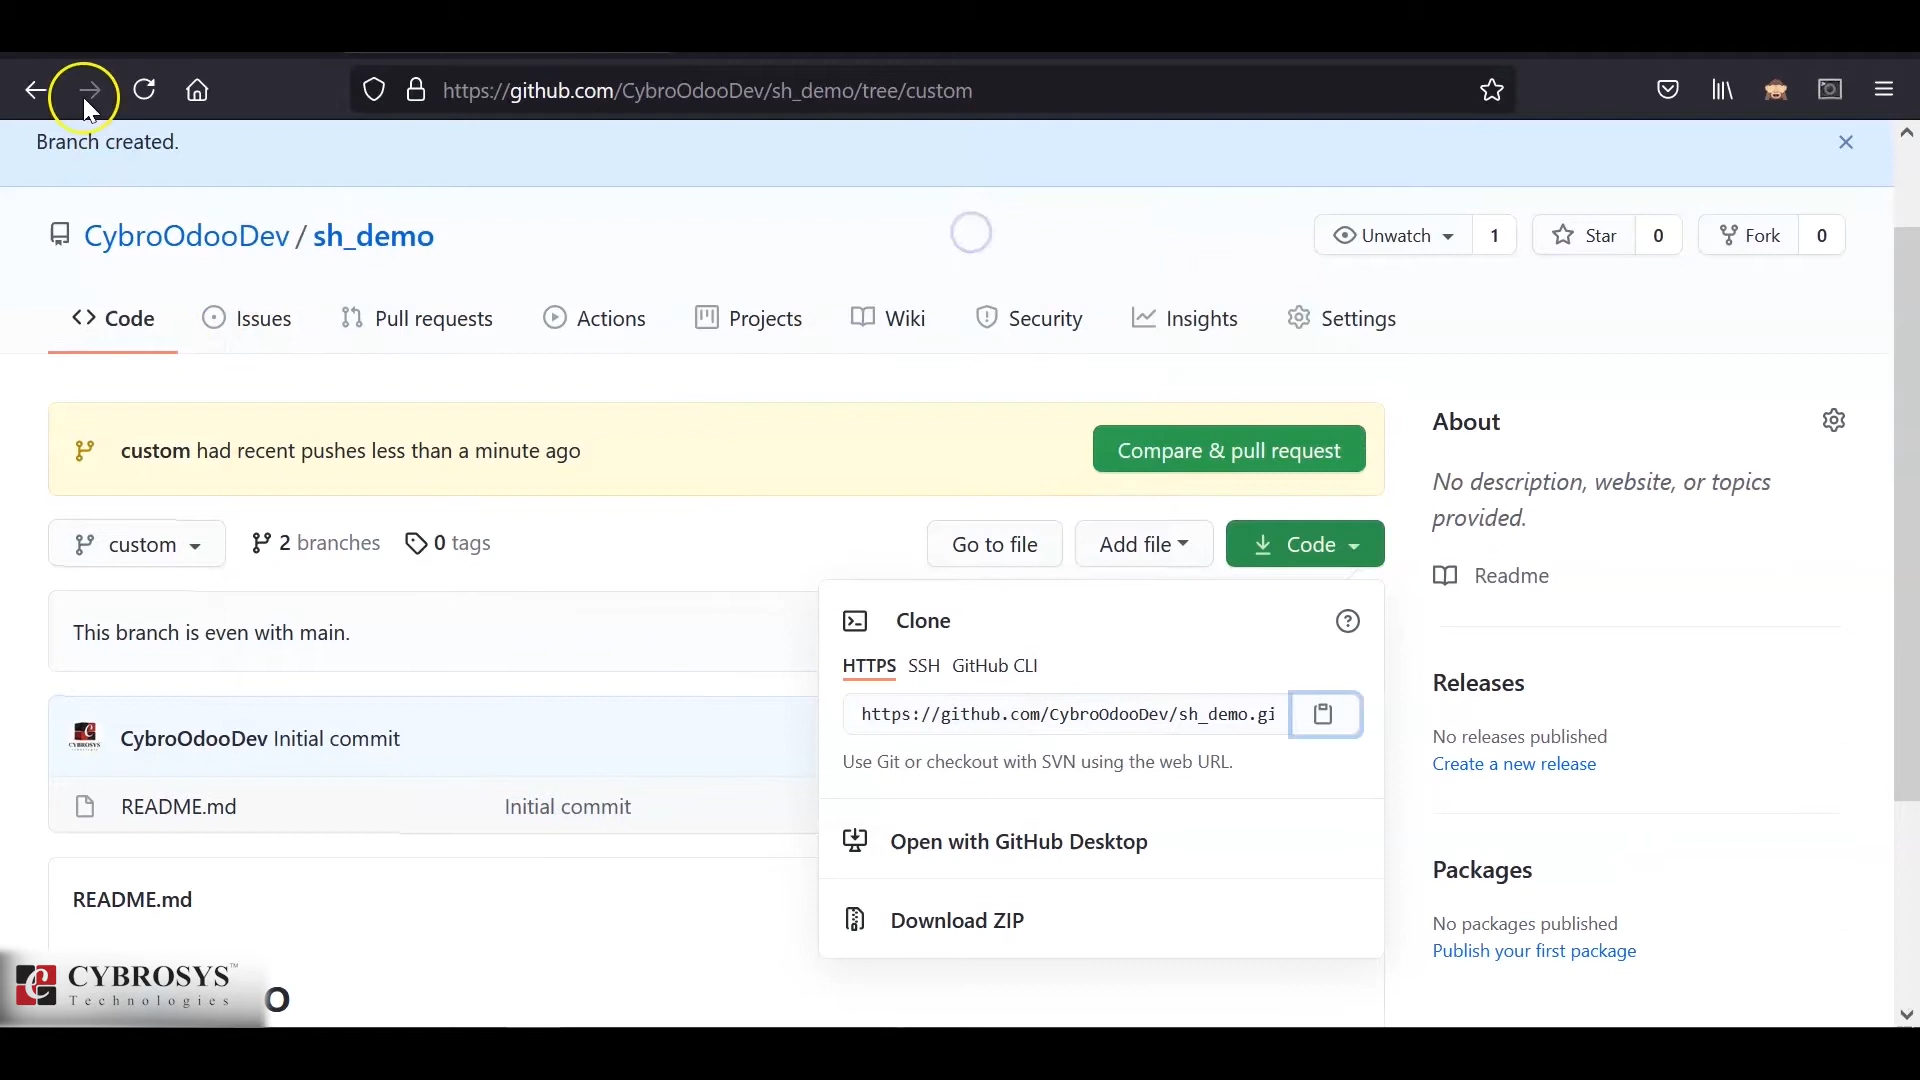 https://github.com/CybroOdooDev/sh_demo/tree/custom
Branch created.
CybroOdooDev / sh_demo
Unwatch 1 Star 0 Fork 0
Code Issues Pull requests Actions Projects Wiki Security Insights Settings
custom had recent pushes less than a minute ago
Compare & pull request
custom 2 branches 0 tags
Go to file Add file Code
This branch is even with main.
CybroOdooDev Initial commit
README.md Initial commit
README.md
Clone
HTTPS SSH GitHub CLI
https://github.com/CybroOdooDev/sh_demo.gi
Use Git or checkout with SVN using the web URL.
Open with GitHub Desktop
Download ZIP
About
No description, website, or topics
provided.
Readme
Releases
No releases published
Create a new release
Packages
No packages published
Publish your first package
CYBROSYS™
Technologies
o